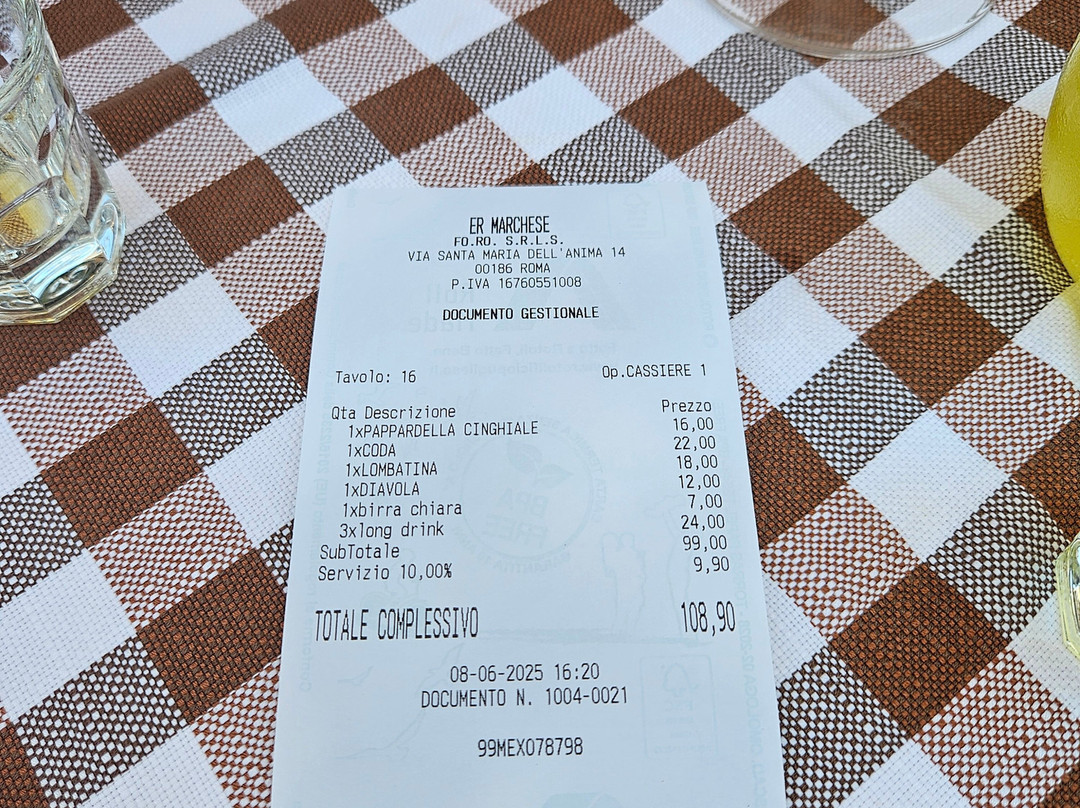 ER MARCHESE
FO.RO. S.R.L.S.
VIA SANTA MARIA DELL'ANIMA 14
00186 ROMA
P.IVA 16760551008
DOCUMENTO GESTIONALE
Tavolo: 16 Op.CASSIERE 1
Qta Descrizione Prezzo
1xPAPPARDELLA CINGHIALE 16,00
1xCODA 22,00
1xLOMBATINA 18,00
1xDIAVOLA 12,00
1xbirra chiara 7,00
3xlong drink 24,00
SubTotale 99,00
Servizio 10,00% 9,90
TOTALE COMPLESSIVO 108,90
08-06-2025 16:20
DOCUMENTO N. 1004-0021
99MEX078798